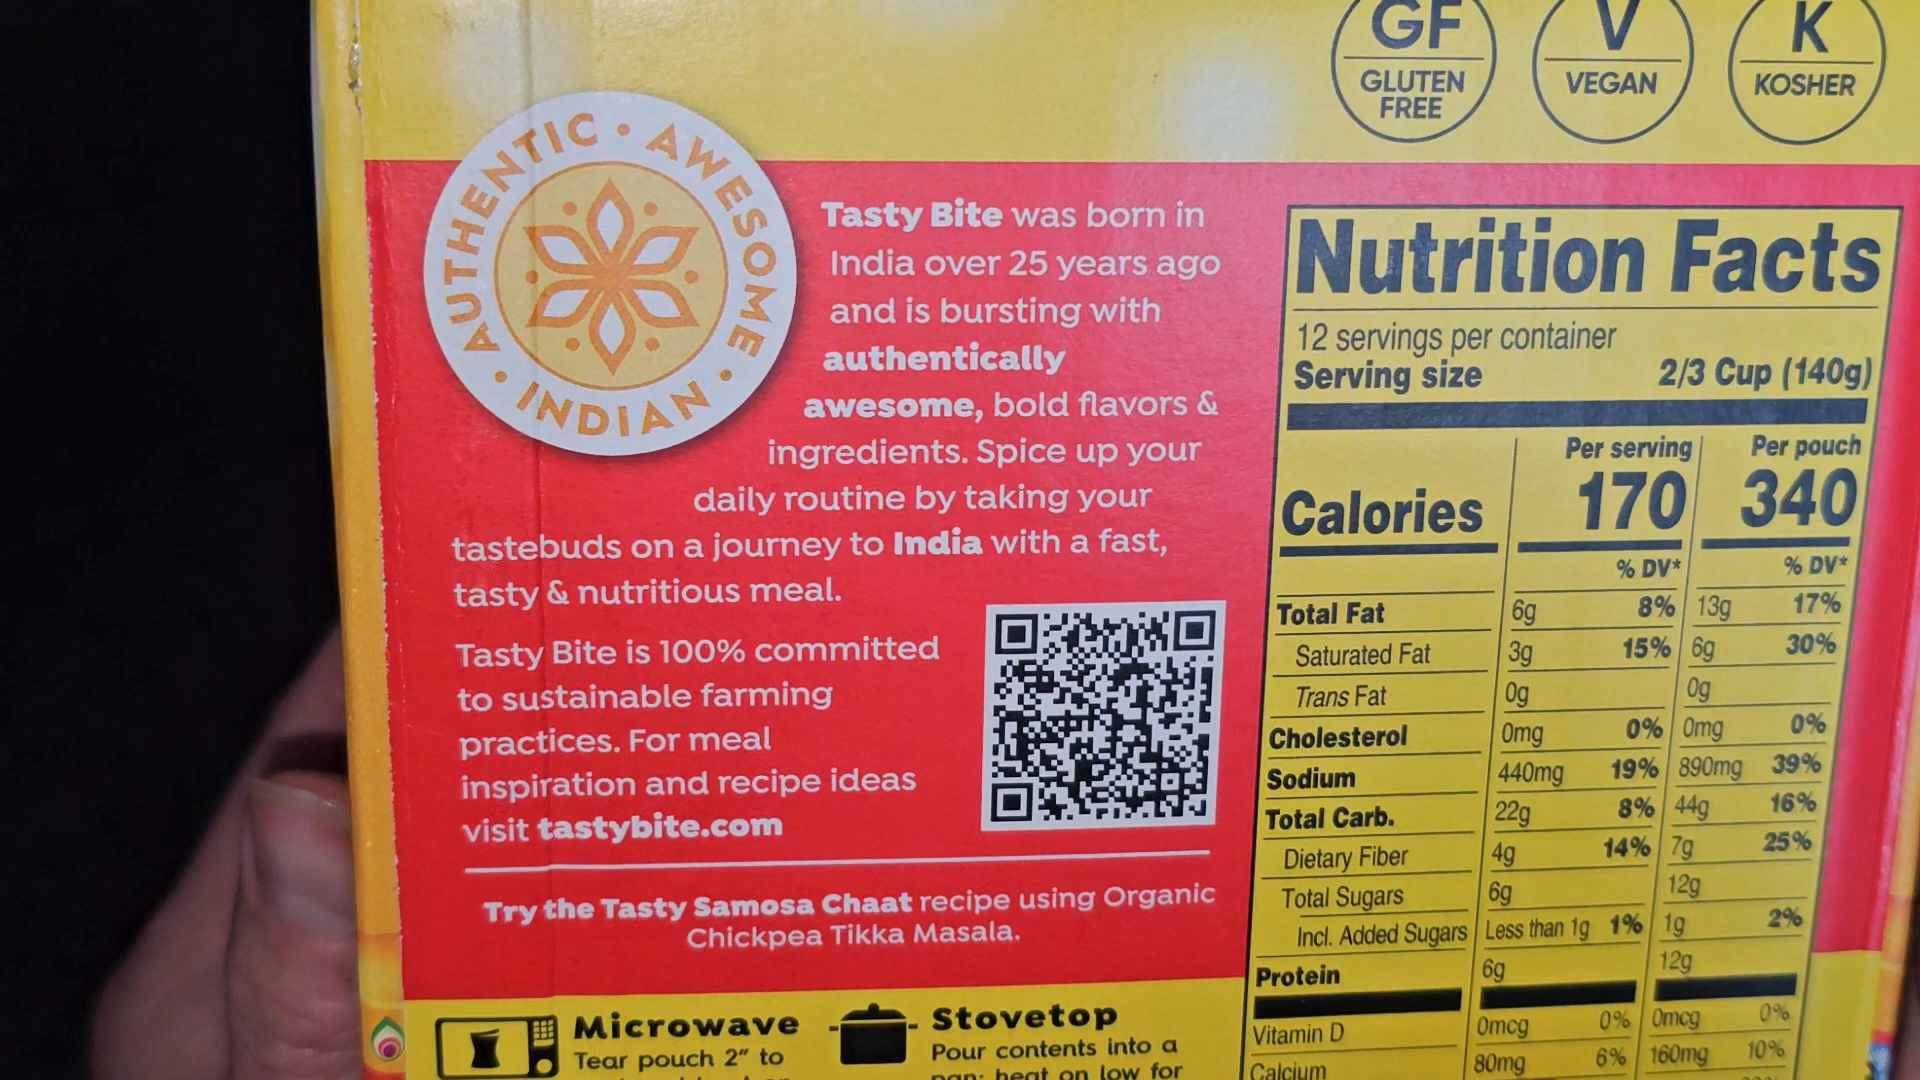 GF
GLUTEN
FREE
V
VEGAN
K
KOSHER
AUTHENTIC • AWESOME • INDIAN •
Tasty Bite was born in
India over 25 years ago
and is bursting with
authentically
awesome, bold flavors &
ingredients. Spice up your
daily routine by taking your
tastebuds on a journey to India with a fast,
tasty & nutritious meal.
Tasty Bite is 100% committed
to sustainable farming
practices. For meal
inspiration and recipe ideas
visit tastybite.com
Try the Tasty Samosa Chaat recipe using Organic
Chickpea Tikka Masala.
Microwave
Tear pouch 2” to
Stovetop
Pour contents into a
pan; heat on low for
Nutrition Facts
12 servings per container
Serving size 2/3 Cup (140g)
Per serving Per pouch
Calories 170 340
% DV* % DV*
Total Fat 6g 8% 13g 17%
Saturated Fat 3g 15% 6g 30%
Trans Fat 0g 0g
Cholesterol 0mg 0% 0mg 0%
Sodium 440mg 19% 890mg 39%
Total Carb. 22g 8% 44g 16%
Dietary Fiber 4g 14% 7g 25%
Total Sugars 6g 12g
Incl. Added Sugars Less than 1g 1% 1g 2%
Protein 6g 12g
Vitamin D 0mcg 0% 0mcg 0%
Calcium 80mg 6% 160mg 10%